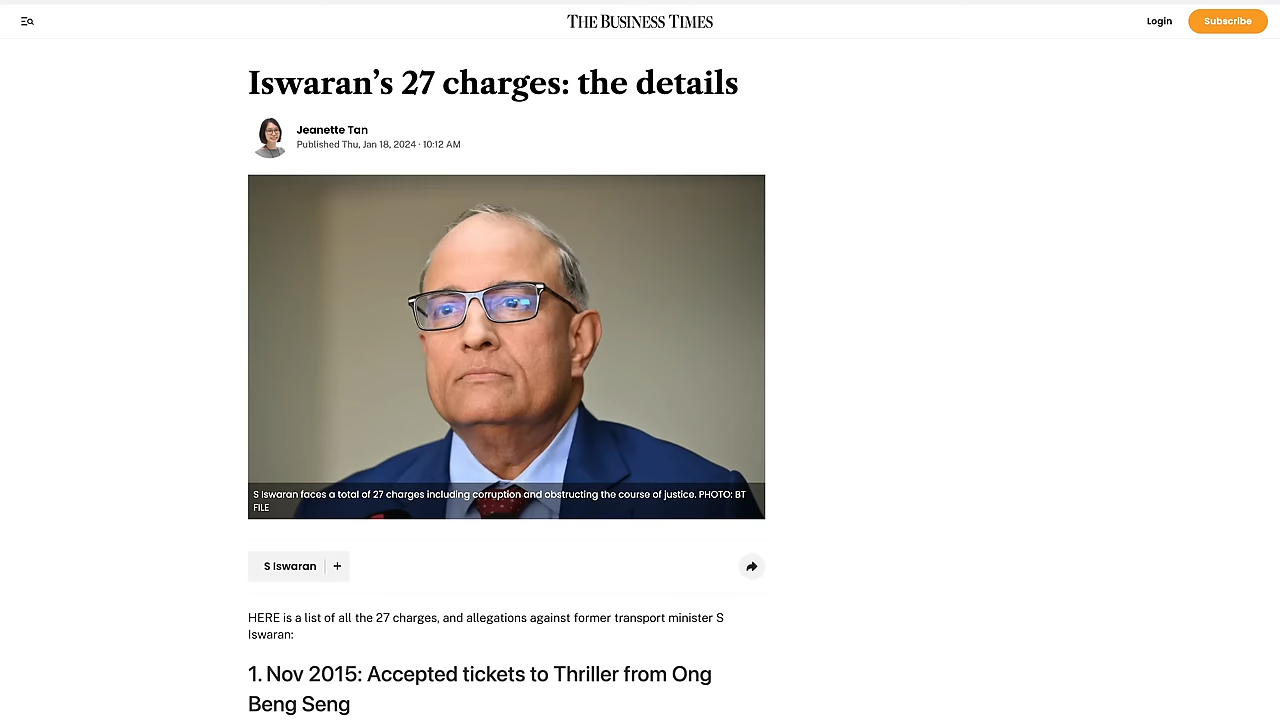 THE BUSINESS TIMES
Login
Subscribe
Iswaran’s 27 charges: the details
Jeanette Tan
Published Thu, Jan 18, 2024 · 10:12 AM
S Iswaran faces a total of 27 charges including corruption and obstructing the course of justice. PHOTO: BT
FILE
S Iswaran
+
HERE is a list of all the 27 charges, and allegations against former transport minister S
Iswaran:
1. Nov 2015: Accepted tickets to Thriller from Ong
Beng Seng